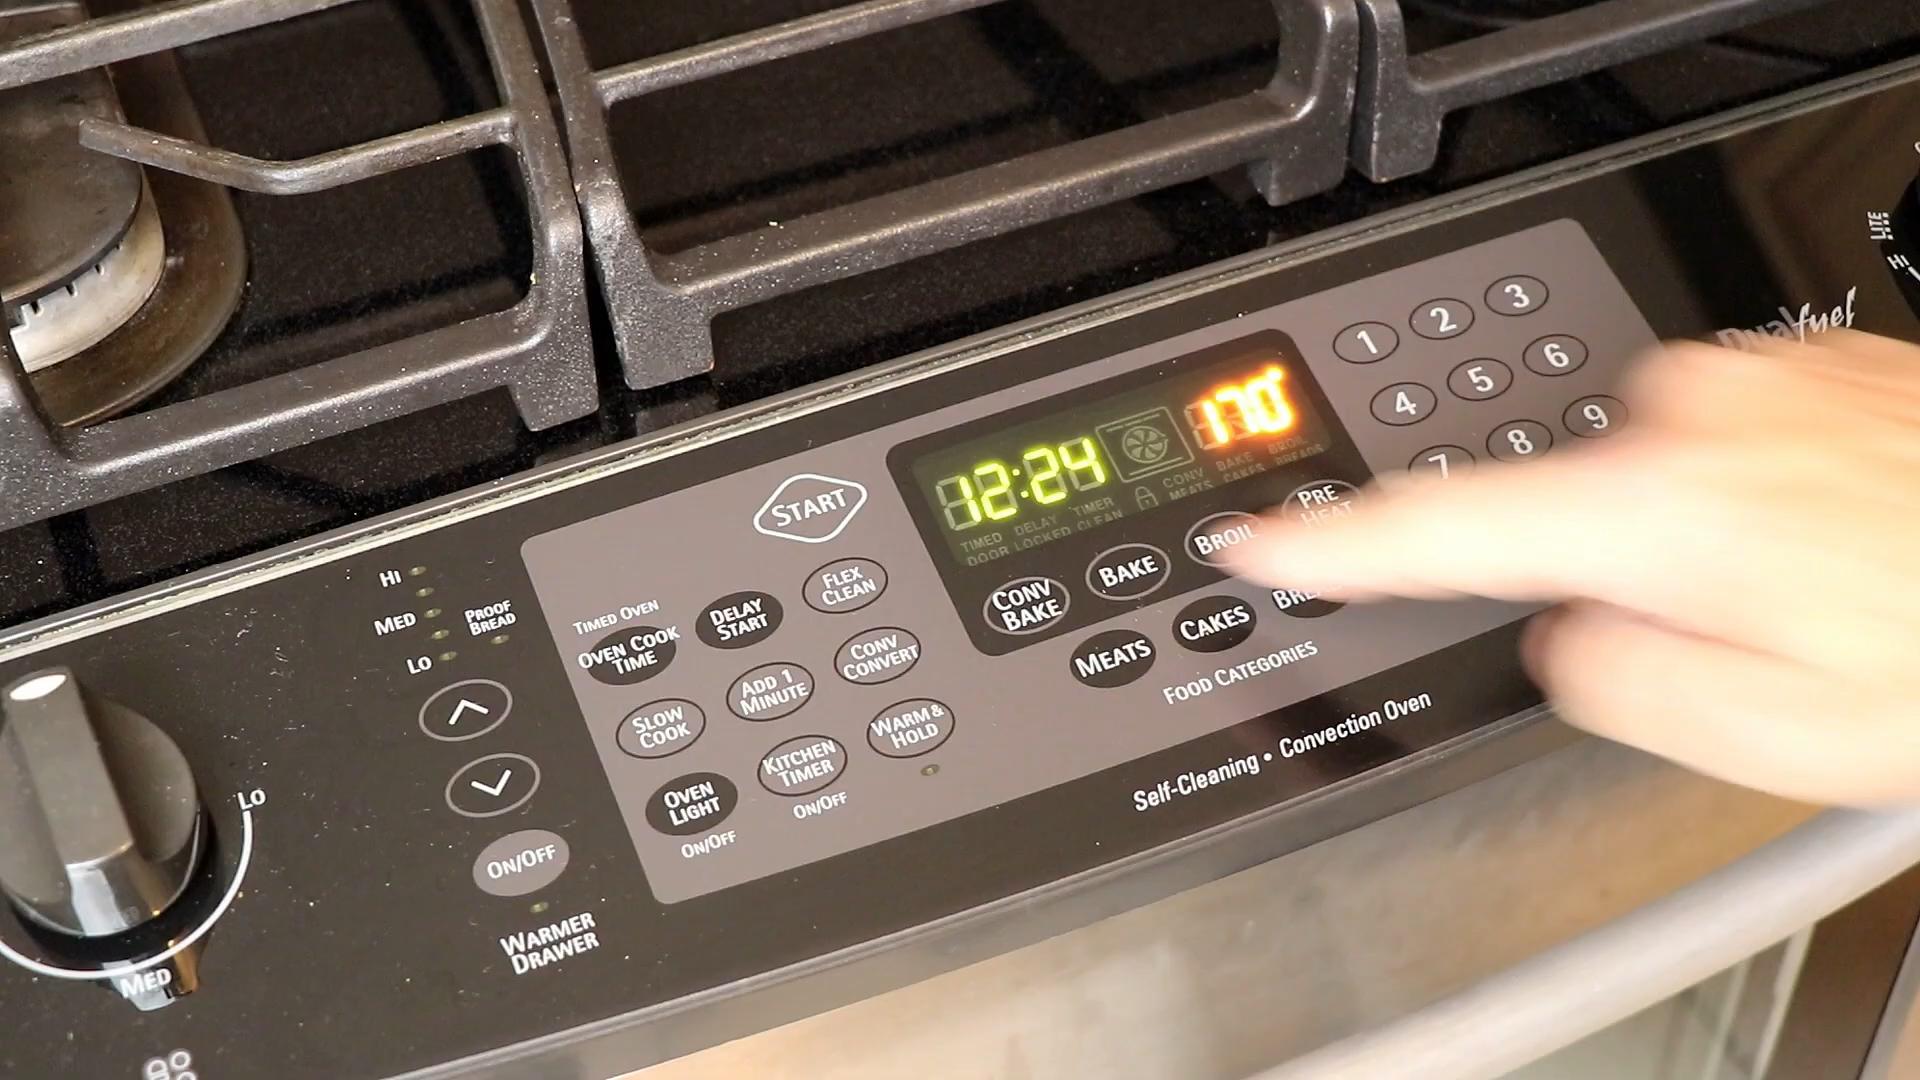 HI
MED
LO
PROOF
BREAD
ON/OFF
WARMER
DRAWER
LO
MED
START
TIMED OVEN
OVEN COOK
TIME
DELAY
START
FLEX
CLEAN
SLOW
COOK
ADD 1
MINUTE
CONV
CONVERT
OVEN
LIGHT
ON/OFF
KITCHEN
TIMER
ON/OFF
WARM &
HOLD
12:24
170°
TIMED DELAY TIMER CONV BAKE BROIL
DOOR LOCKED CLEAN MEATS CAKES BREADS
CONV
BAKE
BAKE
BROIL
PRE
HEAT
MEATS
CAKES
FOOD CATEGORIES
1 2 3
4 5 6
7 8 9
Self-Cleaning • Convection Oven
Dualfuel
LITE
HI